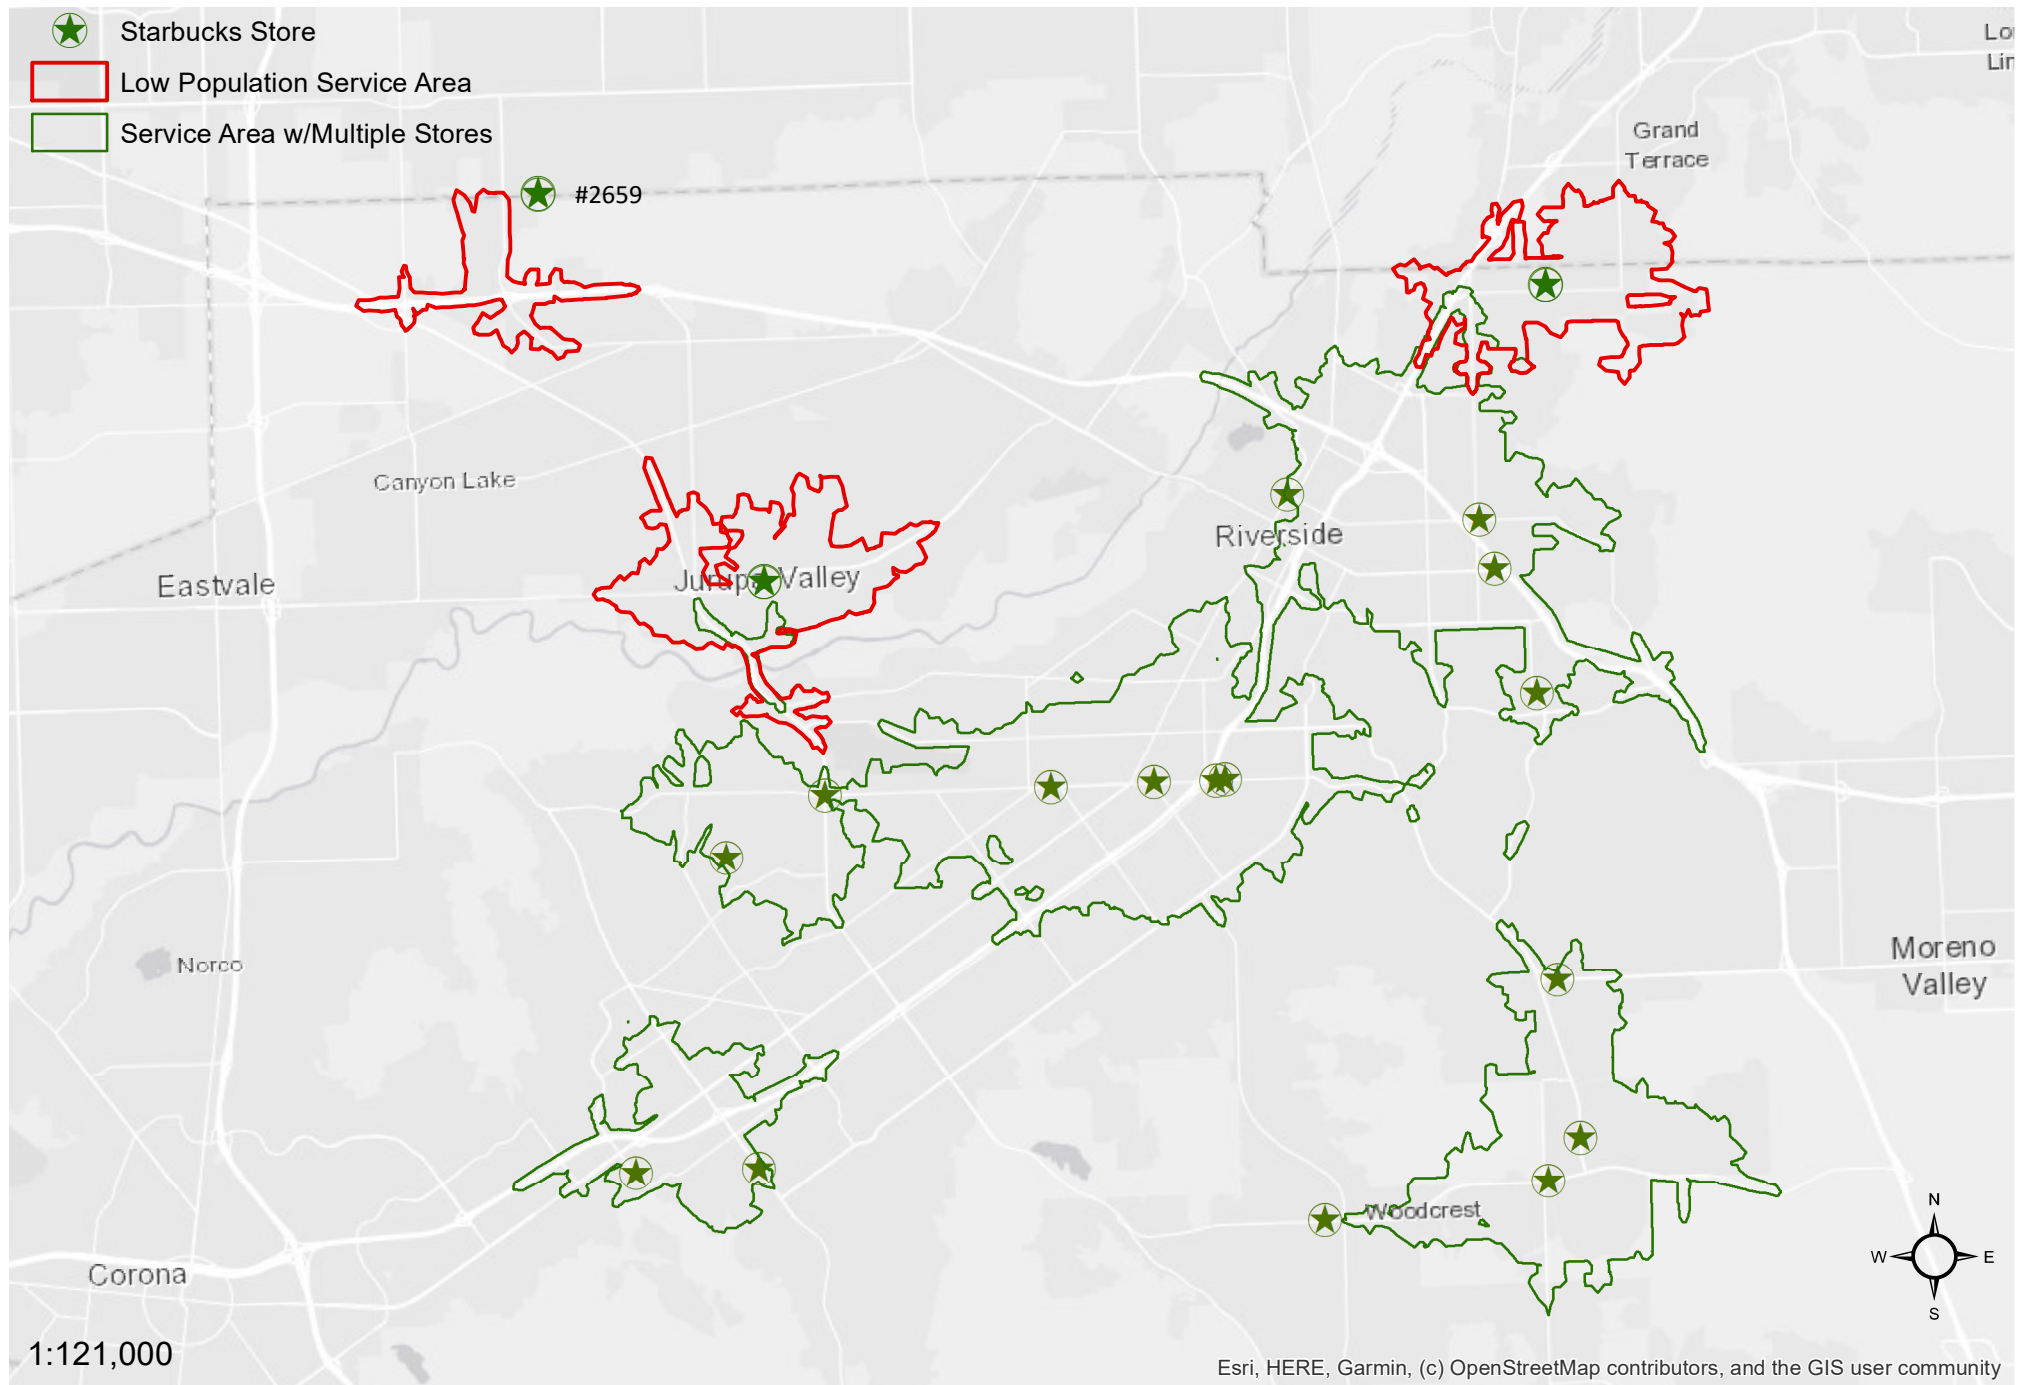 Starbucks Store
Low Population Service Area
Service Area w/Multiple Stores
#2659
Grand
Terrace
Canyon Lake
Riverside
Eastvale
Valley
Moreno
Valley
Norco
Woodcrest
Corona
N
W
E
S
1:121,000
Esri, HERE, Garmin, (c) OpenStreetMap contributors, and the GIS user community